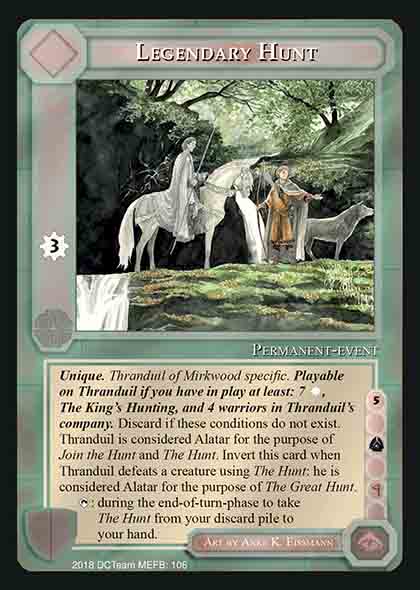 Legendary Hunt
3
Permanent-event
Unique. Thranduil of Mirkwood specific. Playable
on Thranduil if you have in play at least: 7 ,
The King's Hunting, and 4 warriors in Thranduil's
company. Discard if these conditions do not exist.
Thranduil is considered Alatar for the purpose of
Join the Hunt and The Hunt. Invert this card when
Thranduil defeats a creature using The Hunt: he is
considered Alatar for the purpose of The Great Hunt.
: during the end-of-turn-phase to take
The Hunt from your discard pile to
your hand.
5
Art by Anke K. Eissmann
2018 DCTeam MEFB: 106